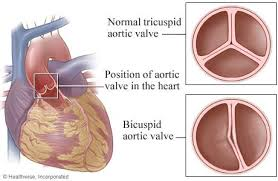 Normal tricuspid
aortic valve
Position of aortic
valve in the heart
Bicuspid
aortic valve
© Healthwise, Incorporated